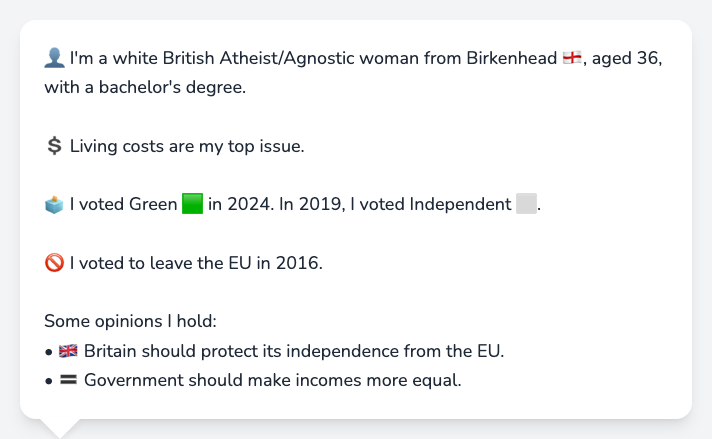 👤 I'm a white British Atheist/Agnostic woman from Birkenhead 🏴󠁧󠁢󠁥󠁮󠁧󠁿, aged 36,
with a bachelor's degree.
💲 Living costs are my top issue.
🗳️ I voted Green 🟩 in 2024. In 2019, I voted Independent ⬜.
🚫 I voted to leave the EU in 2016.
Some opinions I hold:
• 🇬🇧 Britain should protect its independence from the EU.
• 🟰 Government should make incomes more equal.